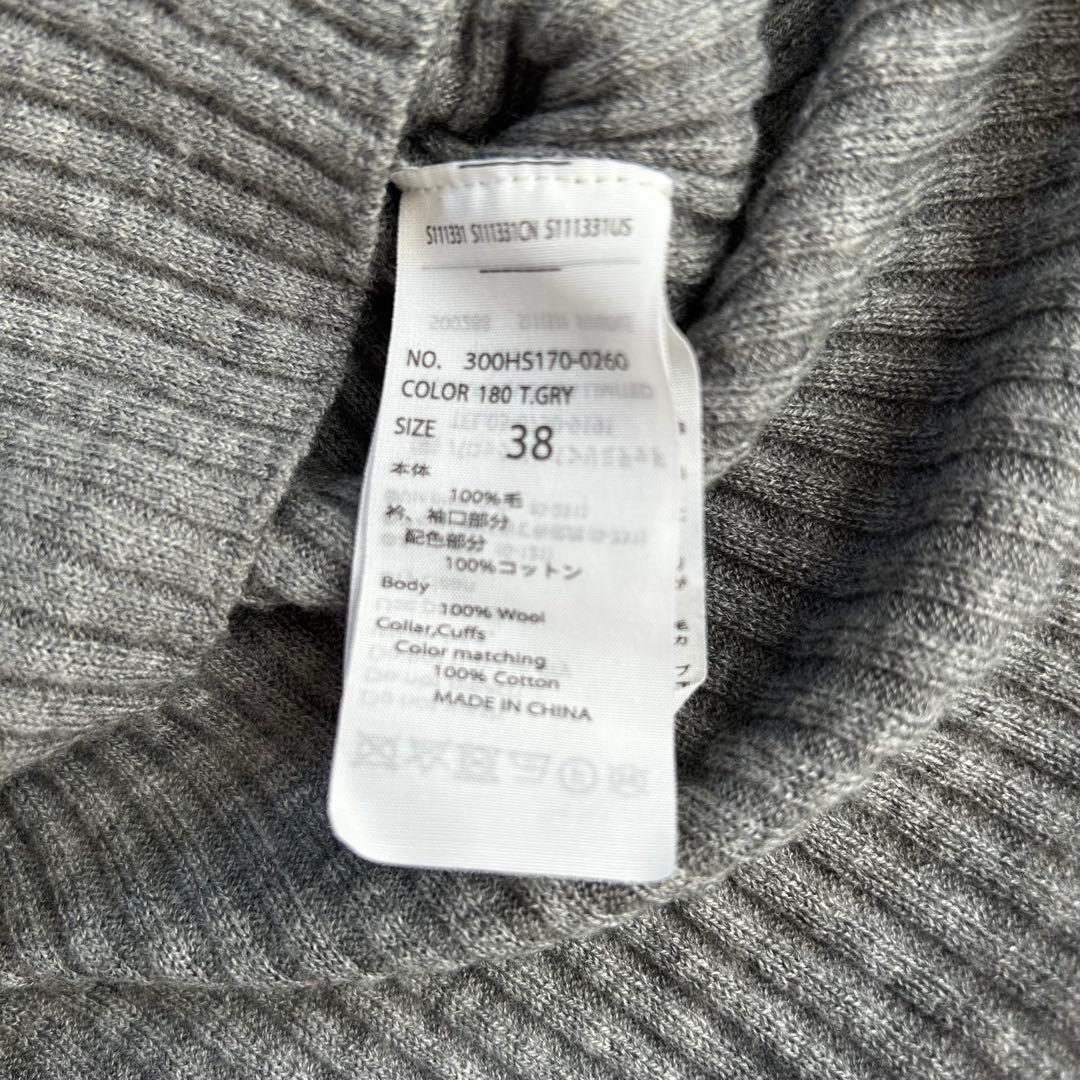 S111331 S111331CN S111331US
NO. 300HS170-0260
COLOR 180 T.GRY
SIZE 38
本体
100%毛
衿、袖口部分
配色部分
100%コットン
Body
100% Wool
Collar,Cuffs
Color matching
100% Cotton
MADE IN CHINA